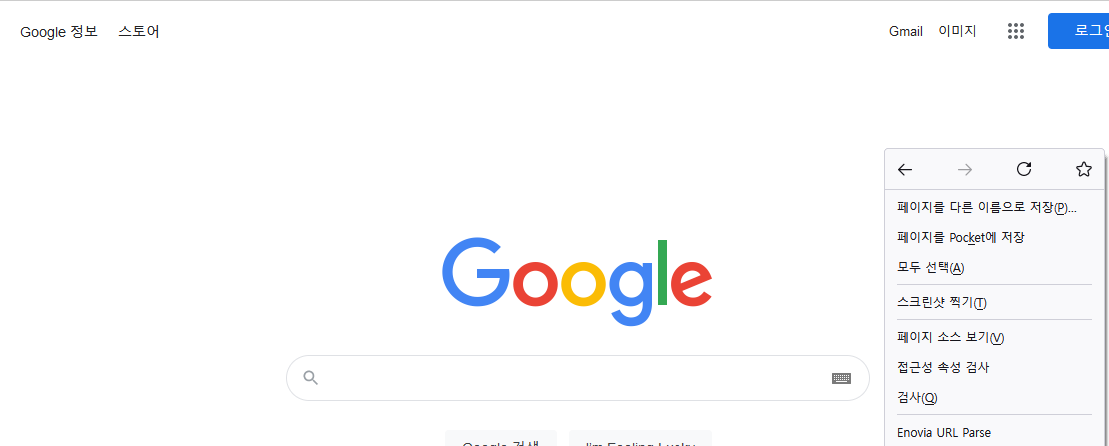 Google 정보 스토어
Gmail 이미지
Google
페이지를 다른 이름으로 저장(P)...
페이지를 Pocket에 저장
모두 선택(A)
스크린샷 찍기(T)
페이지 소스 보기(V)
접근성 속성 검사
검사(Q)
Enovia URL Parse
Google 검색 I'm Feeling Lucky